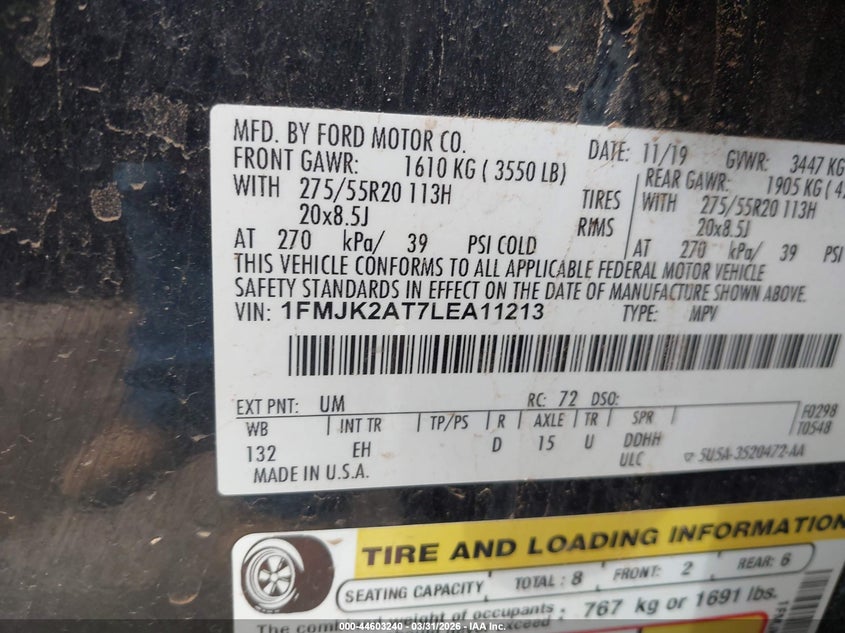 MFD. BY FORD MOTOR CO.
DATE: 11/19 GVWR: 3447 KG
FRONT GAWR: 1610 KG ( 3550 LB)
REAR GAWR: 1905 KG
WITH 275/55R20 113H TIRES
WITH 275/55R20 113H
20x8.5J RIMS
20x8.5J
AT 270 kPa/ 39 PSI COLD
AT 270 kPa/ 39 PSI
THIS VEHICLE CONFORMS TO ALL APPLICABLE FEDERAL MOTOR VEHICLE
SAFETY STANDARDS IN EFFECT ON THE DATE OF MANUFACTURE SHOWN ABOVE.
VIN: 1FMJK2AT7LEA11213 TYPE: MPV
EXT PNT: UM RC: 72 DSO:
WB INT TR TP/PS R AXLE TR SPR
F0298
T0548
132 EH D 15 U DDHH
ULC 5U5A-3520472-AA
MADE IN U.S.A.
TIRE AND LOADING INFORMATION
SEATING CAPACITY TOTAL : 8 FRONT: 2 REAR: 6
weight of occupants 767 kg or 1691 lbs.
000-44603240 - 03/31/2026 - IAA Inc.